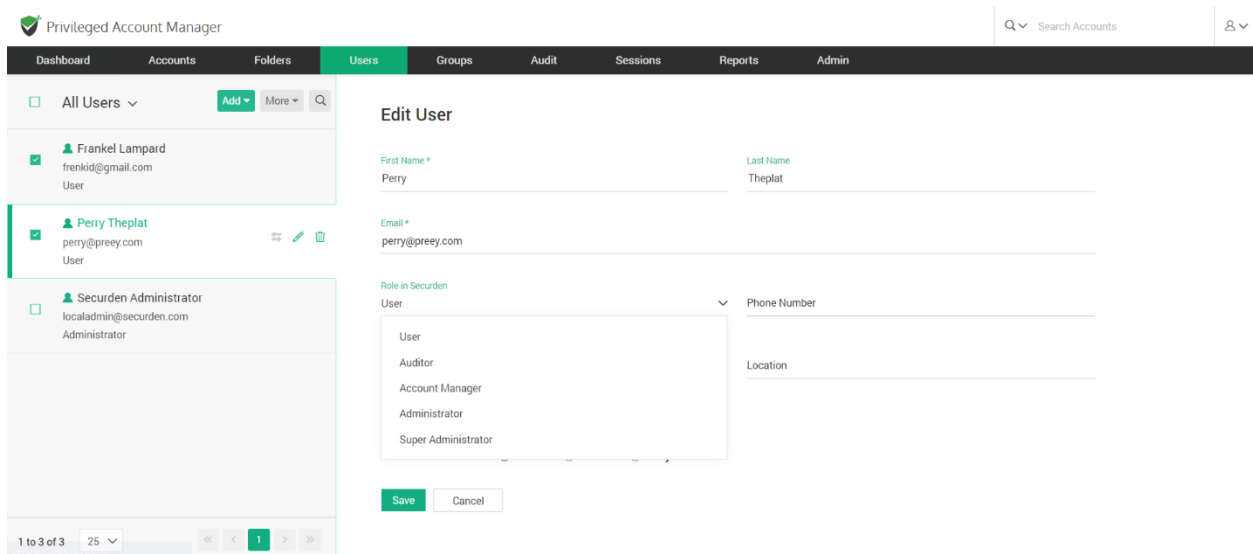 Privileged Account Manager
Search Accounts
Dashboard Accounts Folders Users Groups Audit Sessions Reports Admin
All Users Add More
Frankel Lampard
frenkid@gmail.com
User
Perry Theplat
perry@preey.com
User
Securden Administrator
localadmin@securden.com
Administrator
1 to 3 of 3 25 « < 1 > »
Edit User
First Name * Last Name
Perry Theplat
Email *
perry@preey.com
Role in Securden
User Phone Number
User
Auditor
Location
Account Manager
Administrator
Super Administrator
Save Cancel